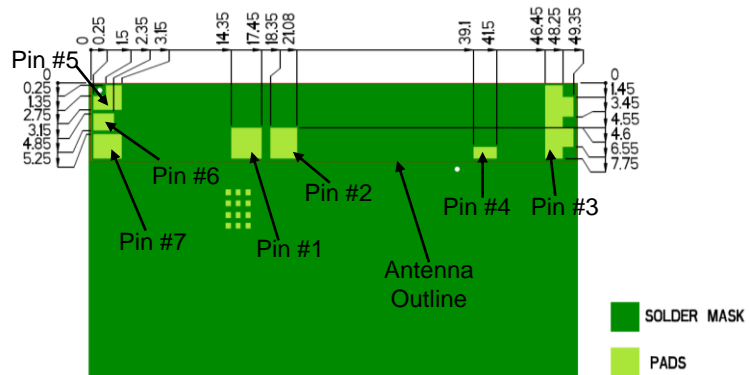 0
0.25
1.5
2.35
3.15
14.35
17.45
18.35
21.08
39.1
41.5
46.45
48.25
49.35
Pin #5
0
0.25
1.35
2.75
3.15
4.85
5.25
0
1.45
3.45
4.55
4.6
6.55
7.75
Pin #6
Pin #7
Pin #1
Pin #2
Pin #4
Pin #3
Antenna
Outline
SOLDER MASK
PADS